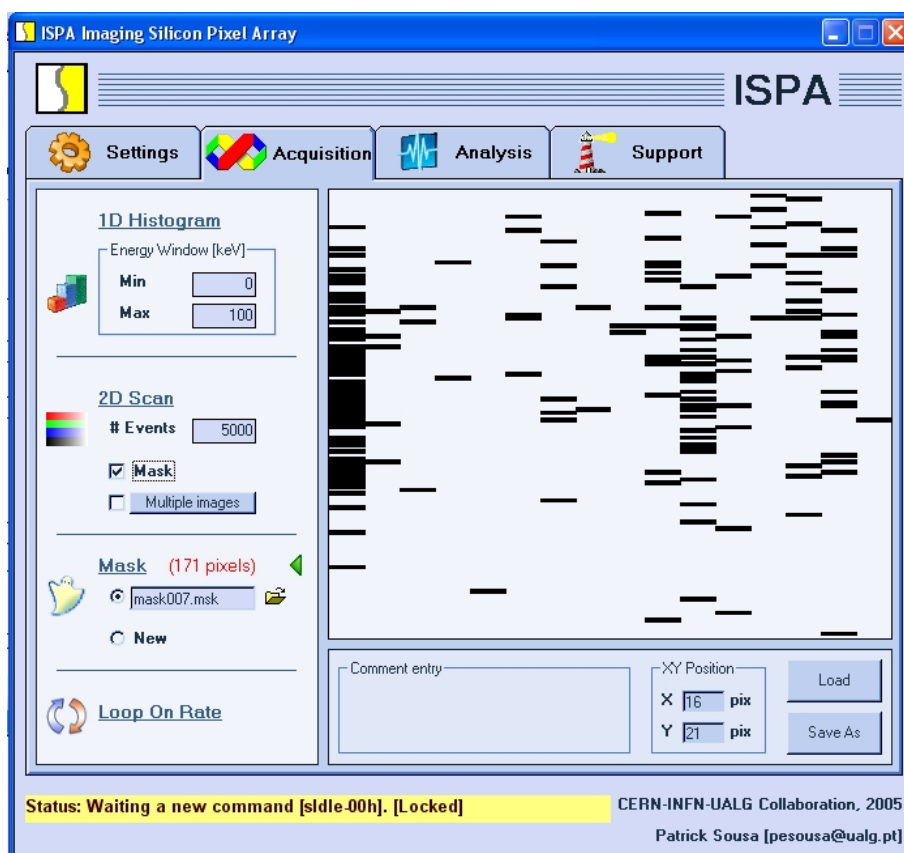 ISPA Imaging Silicon Pixel Array
ISPA
Settings
Acquisition
Analysis
Support
1D Histogram
Energy Window [keV]
Min 0
Max 100
2D Scan
# Events 5000
Mask
Multiple images
Mask (171 pixels)
mask007.msk
New
Loop On Rate
Comment entry
XY Position
X 16 pix
Y 21 pix
Load
Save As
Status: Waiting a new command [sIdle-00h]. [Locked]
CERN-INFN-UALG Collaboration, 2005
Patrick Sousa [pesousa@ualg.pt]